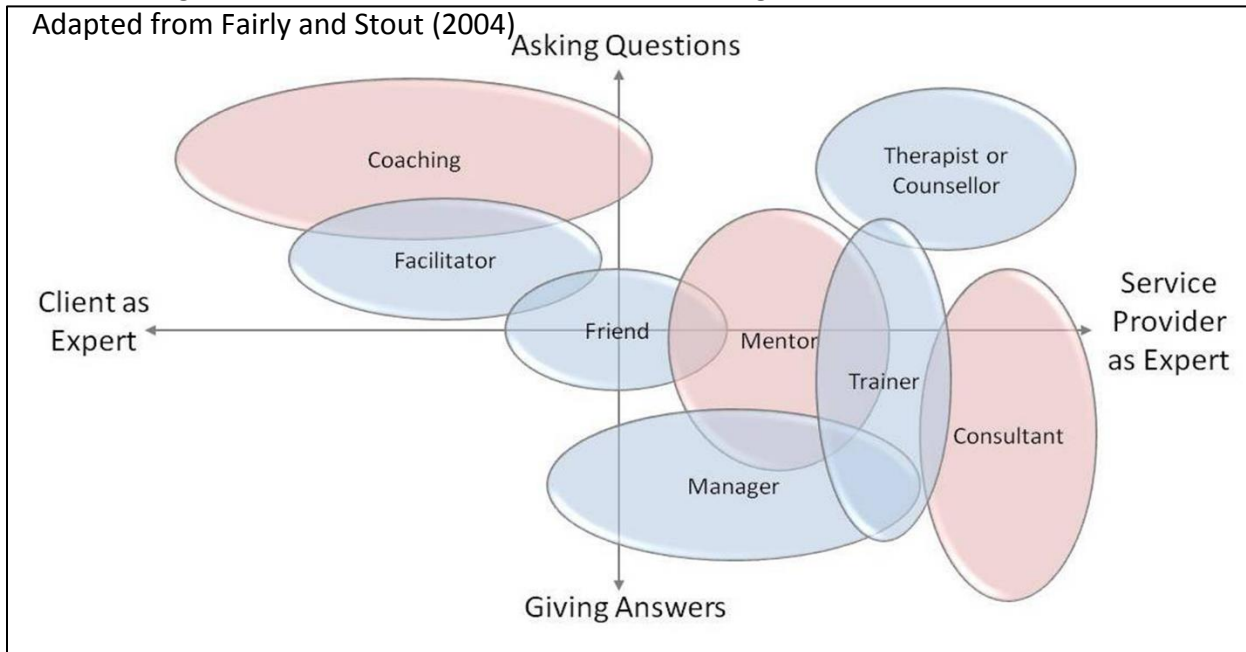 Adapted from Fairly and Stout (2004)
Asking Questions
Coaching
Therapist or
Counsellor
Facilitator
Client as
Expert
Friend
Mentor
Service
Provider
as Expert
Trainer
Consultant
Manager
Giving Answers